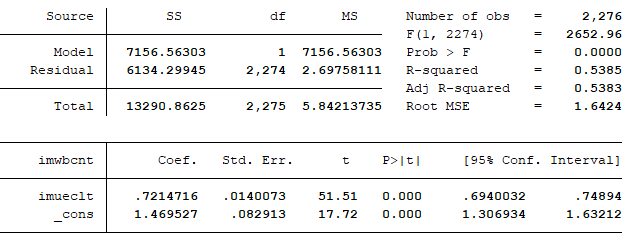 Source SS df MS Number of obs = 2,276
F(1, 2274) = 2652.96
Model 7156.56303 1 7156.56303 Prob > F = 0.0000
Residual 6134.29945 2,274 2.69758111 R-squared = 0.5385
Adj R-squared = 0.5383
Total 13290.8625 2,275 5.84213735 Root MSE = 1.6424
imwbcnt Coef. Std. Err. t P>|t| [95% Conf. Interval]
imueclt .7214716 .0140073 51.51 0.000 .6940032 .74894
_cons 1.469527 .082913 17.72 0.000 1.306934 1.63212